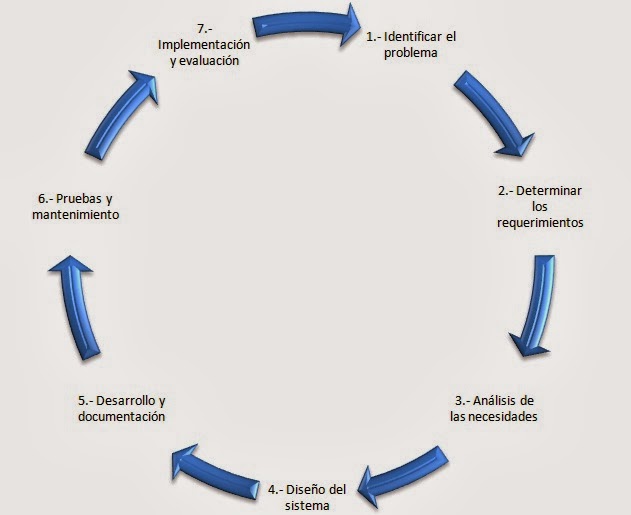 1.- Identificar el
problema
2.- Determinar
los
requerimientos
3.- Análisis de
las necesidades
4.- Diseño del
sistema
5.- Desarrollo y
documentación
6.- Pruebas y
mantenimiento
7.-
Implementación
y evaluación